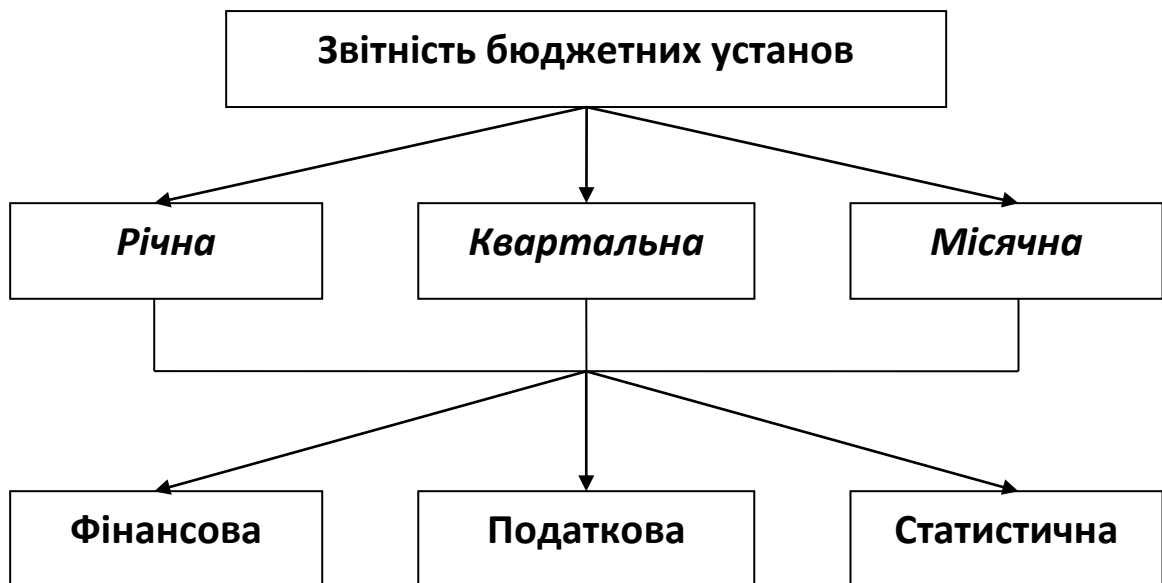 Звітність бюджетних установ
Річна
Квартальна
Місячна
Фінансова
Податкова
Статистична